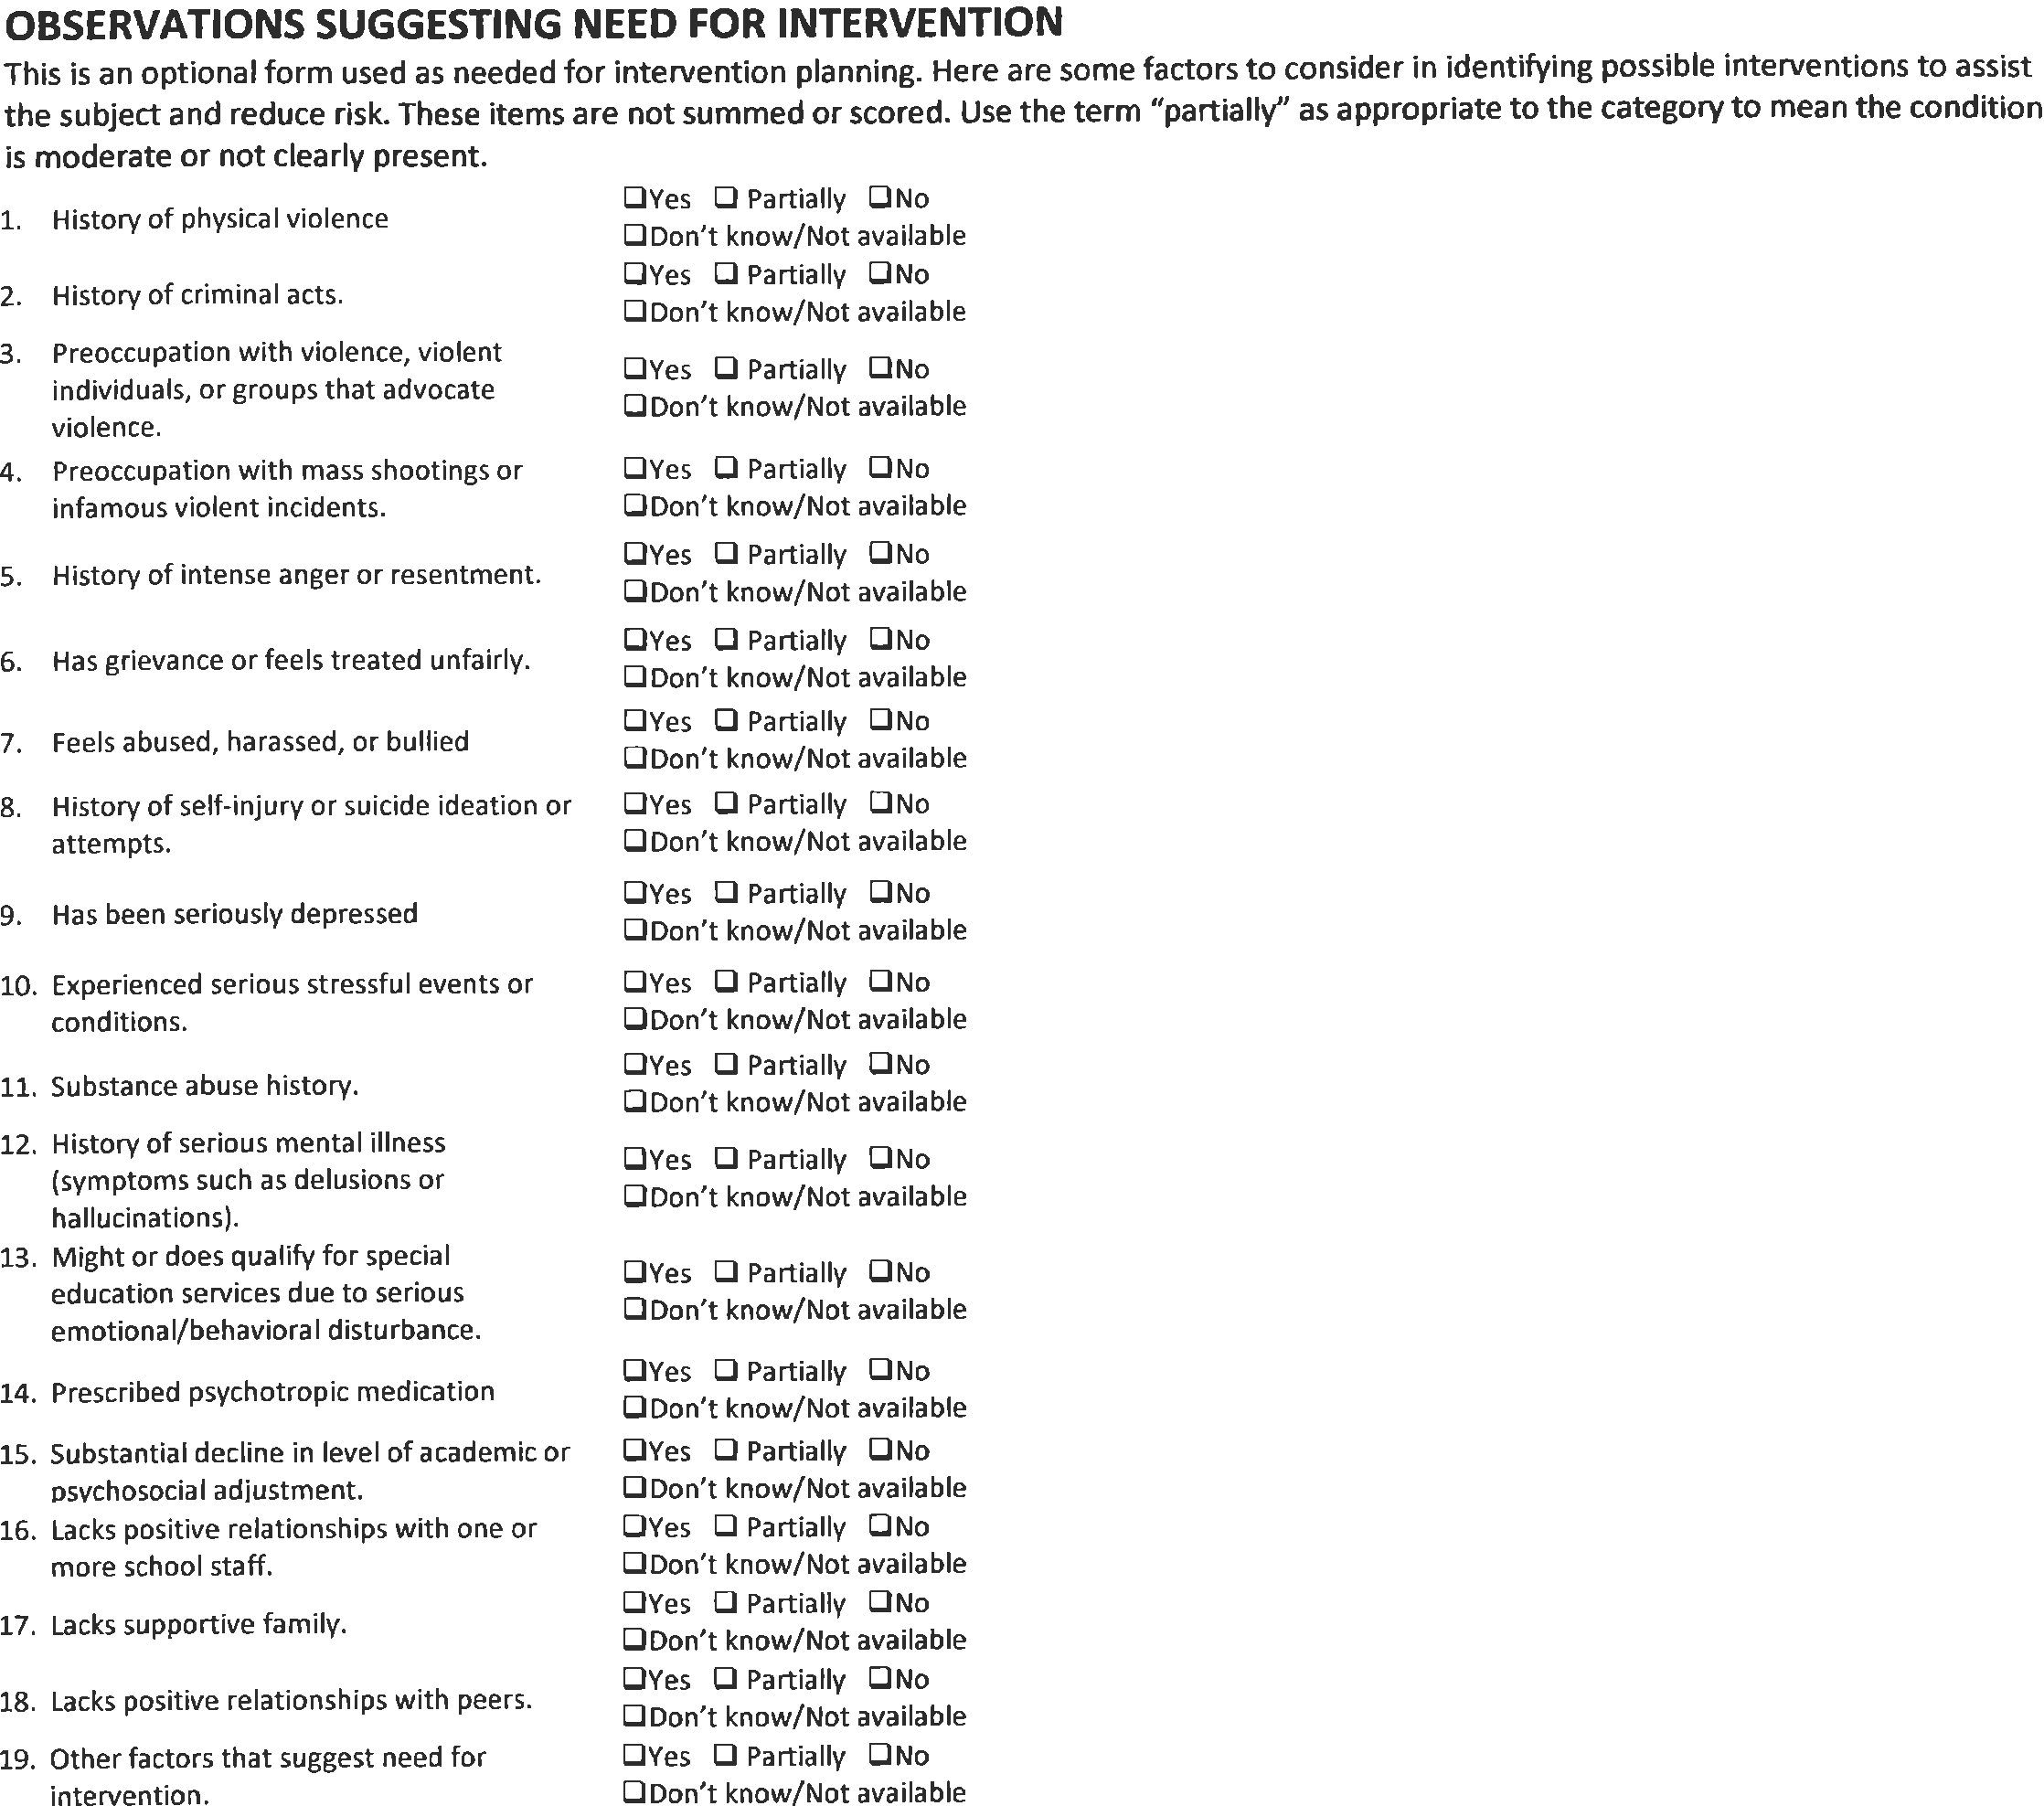 OBSERVATIONS SUGGESTING NEED FOR INTERVENTION
This is an optional form used as needed for intervention planning. Here are some factors to consider in identifying possible interventions to assist
the subject and reduce risk. These items are not summed or scored. Use the term “partially” as appropriate to the category to mean the condition
is moderate or not clearly present.
1. History of physical violence
❑Yes ❑ Partially ❑No
❑Don’t know/Not available
2. History of criminal acts.
❑Yes ❑ Partially ❑No
❑Don’t know/Not available
3. Preoccupation with violence, violent
individuals, or groups that advocate
violence.
❑Yes ❑ Partially ❑No
❑Don’t know/Not available
4. Preoccupation with mass shootings or
infamous violent incidents.
❑Yes ❑ Partially ❑No
❑Don’t know/Not available
5. History of intense anger or resentment.
❑Yes ❑ Partially ❑No
❑Don’t know/Not available
6. Has grievance or feels treated unfairly.
❑Yes ❑ Partially ❑No
❑Don’t know/Not available
7. Feels abused, harassed, or bullied
❑Yes ❑ Partially ❑No
❑Don’t know/Not available
8. History of self-injury or suicide ideation or
attempts.
❑Yes ❑ Partially ❑No
❑Don’t know/Not available
9. Has been seriously depressed
❑Yes ❑ Partially ❑No
❑Don’t know/Not available
10. Experienced serious stressful events or
conditions.
❑Yes ❑ Partially ❑No
❑Don’t know/Not available
11. Substance abuse history.
❑Yes ❑ Partially ❑No
❑Don’t know/Not available
12. History of serious mental illness
(symptoms such as delusions or
hallucinations).
❑Yes ❑ Partially ❑No
❑Don’t know/Not available
13. Might or does qualify for special
education services due to serious
emotional/behavioral disturbance.
❑Yes ❑ Partially ❑No
❑Don’t know/Not available
14. Prescribed psychotropic medication
❑Yes ❑ Partially ❑No
❑Don’t know/Not available
15. Substantial decline in level of academic or
psychosocial adjustment.
❑Yes ❑ Partially ❑No
❑Don’t know/Not available
16. Lacks positive relationships with one or
more school staff.
❑Yes ❑ Partially ❑No
❑Don’t know/Not available
17. Lacks supportive family.
❑Yes ❑ Partially ❑No
❑Don’t know/Not available
18. Lacks positive relationships with peers.
❑Yes ❑ Partially ❑No
❑Don’t know/Not available
19. Other factors that suggest need for
intervention.
❑Yes ❑ Partially ❑No
❑Don’t know/Not available